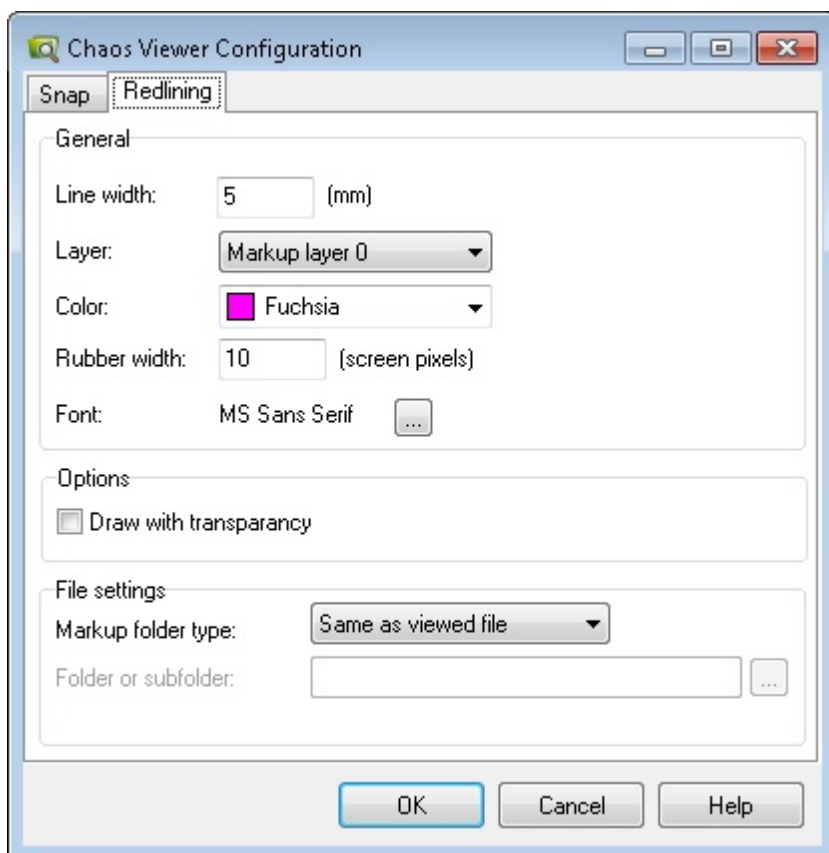 Chaos Viewer Configuration
Snap Redlining
General
Line width: 5 (mm)
Layer: Markup layer 0
Color: Fuchsia
Rubber width: 10 (screen pixels)
Font: MS Sans Serif ...
Options
Draw with transparancy
File settings
Markup folder type: Same as viewed file
Folder or subfolder: ...
OK Cancel Help